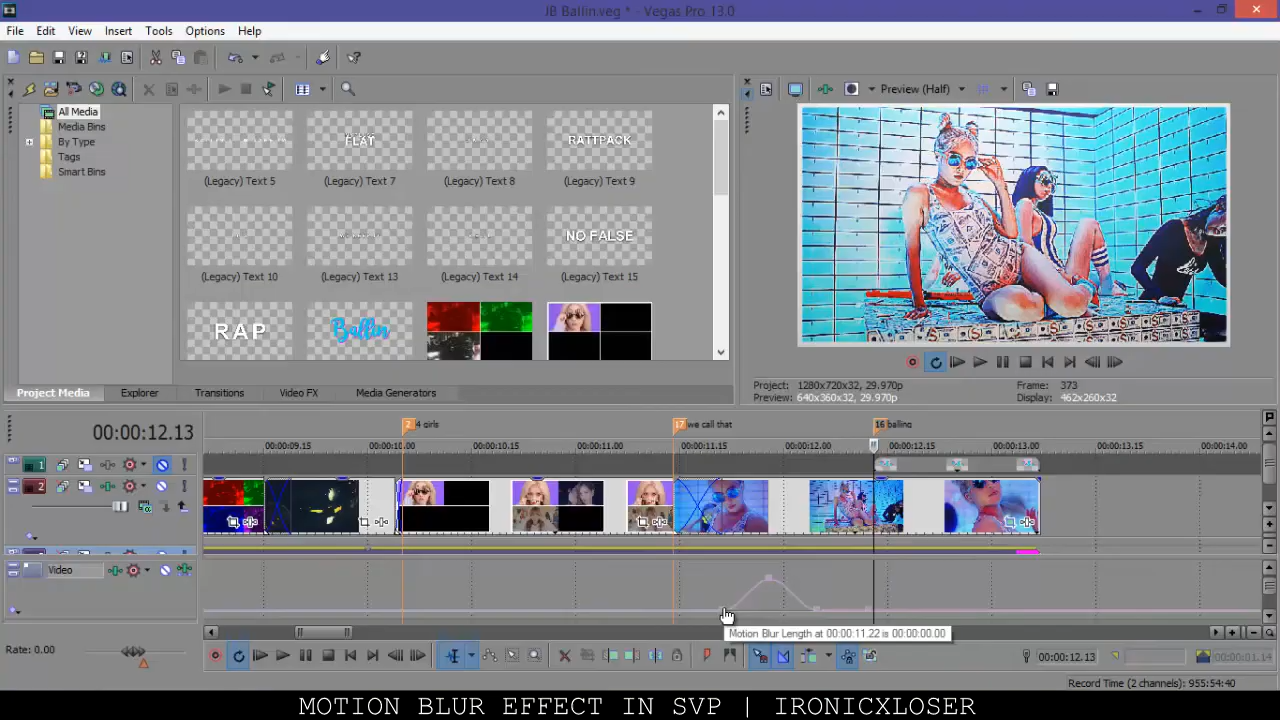 JB Ballin.veg * - Vegas Pro 13.0
File Edit View Insert Tools Options Help
All Media
Media Bins
By Type
Tags
Smart Bins
FLAT
RATTPACK
(Legacy) Text 5 (Legacy) Text 7 (Legacy) Text 8 (Legacy) Text 9
NO FALSE
(Legacy) Text 10 (Legacy) Text 13 (Legacy) Text 14 (Legacy) Text 15
RAP Ballin
Project Media Explorer Transitions Video FX Media Generators
Preview (Half)
Project: 1280x720x32, 29.970p Frame: 373
Preview: 640x360x32, 29.970p Display: 462x260x32
00:00:12.13
2 4 girls 17 we call that 16 balling
00:00:09.15 00:00:10.00 00:00:10.15 00:00:11.00 00:00:11.15 00:00:12.00 00:00:12.15 00:00:13.00 00:00:13.15 00:00:14.00
1
2
Video
Motion Blur Length at 00:00:11.22 is 00:00:00.00
Rate: 0.00
00:00:12.13 00:00:01.14
Record Time (2 channels): 955:54:40
MOTION BLUR EFFECT IN SVP | IRONICXLOSER